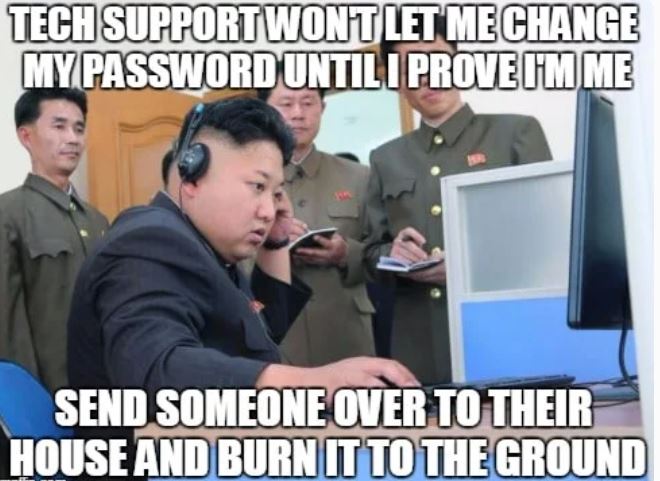 TECH SUPPORT WON'T LET ME CHANGE
MY PASSWORD UNTIL I PROVE I'M ME
SEND SOMEONE OVER TO THEIR
HOUSE AND BURN IT TO THE GROUND